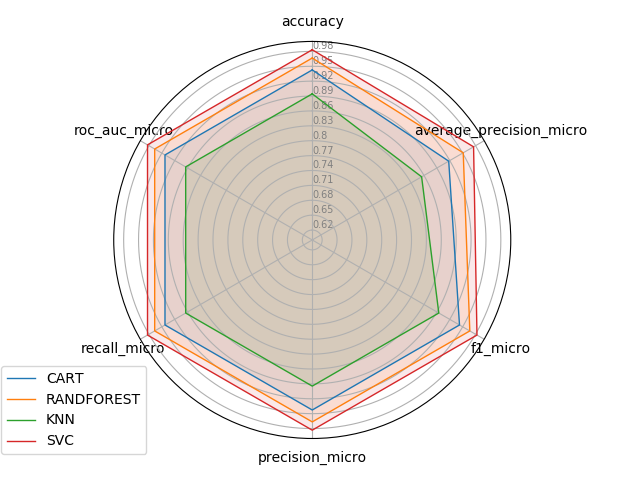 accuracy
0.98
0.95
0.92
0.89
0.86
0.83
0.8
0.77
0.74
0.71
0.68
0.65
0.62
roc_auc_micro
average_precision_micro
recall_micro
f1_micro
precision_micro
CART
RANDFOREST
KNN
SVC